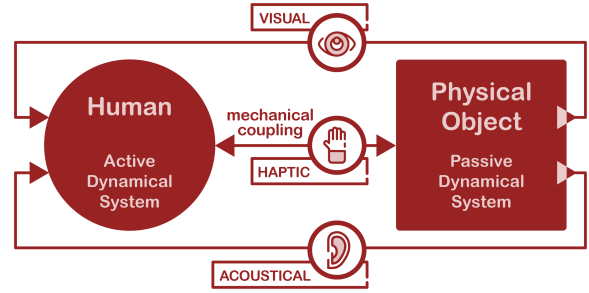 VISUAL
Human
Active
Dynamical
System
mechanical
coupling
HAPTIC
Physical
Object
Passive
Dynamical
System
ACOUSTICAL